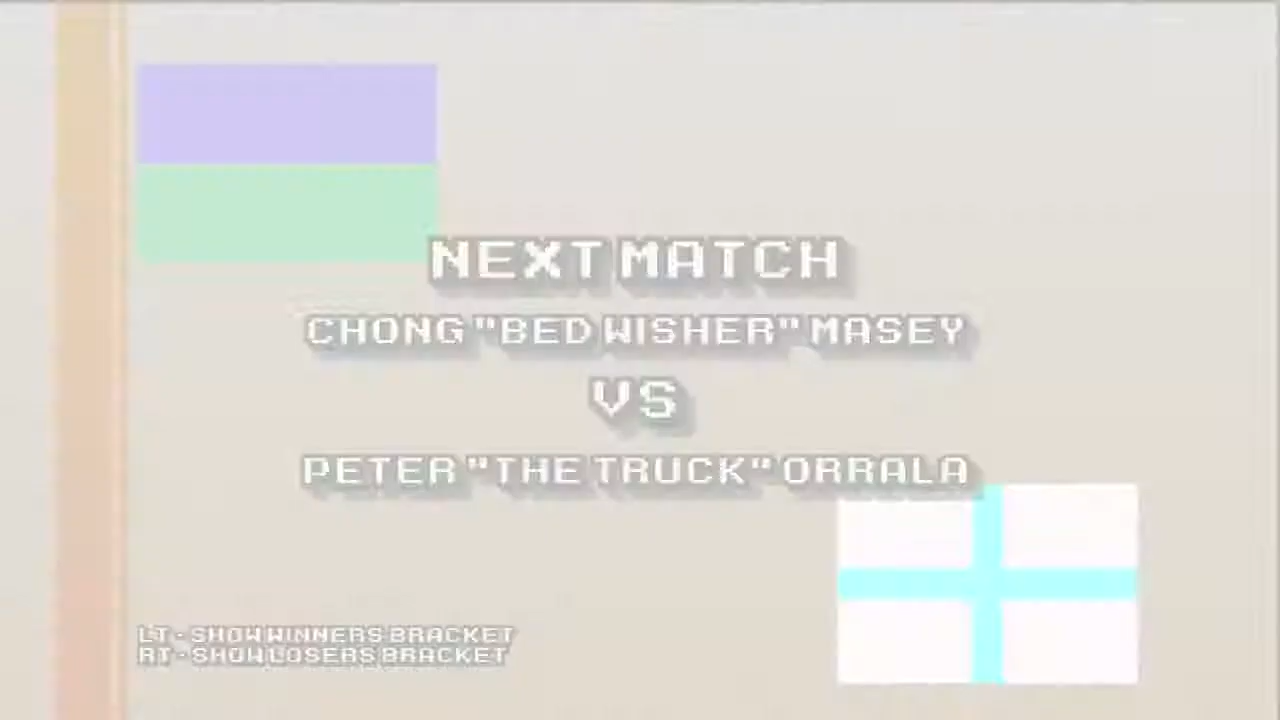 NEXT MATCH
CHONG "BED WISHER" MASEY
VS
PETER "THE TRUCK" ORRALA
LT - SHOW WINNERS BRACKET
RT - SHOW LOSERS BRACKET